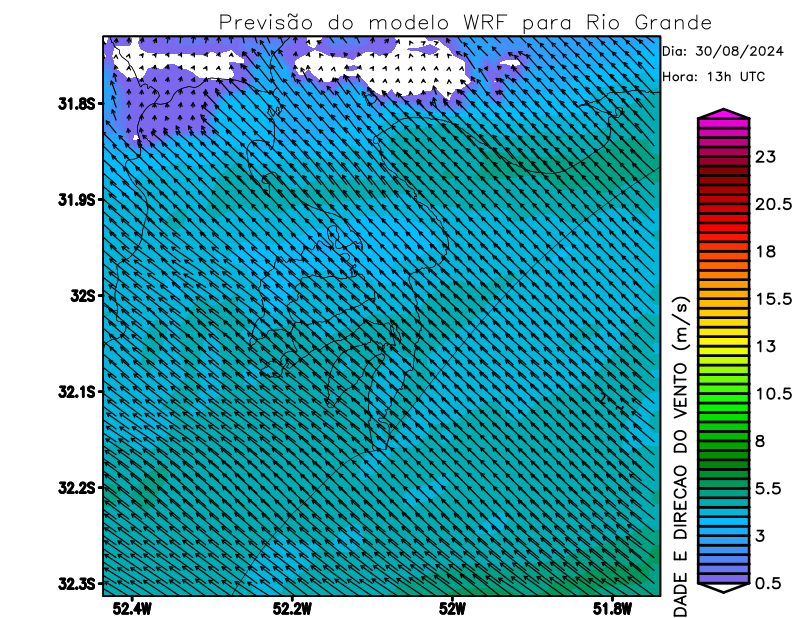 Previsão do modelo WRF para Rio Grande
Dia: 30/08/2024
Hora: 13h UTC
31.8S
31.9S
32S
32.1S
32.2S
32.3S
52.4W
52.2W
52W
51.8W
23
20.5
18
15.5
13
10.5
8
5.5
3
0.5
DADE E DIRECAO DO VENTO (m/s)